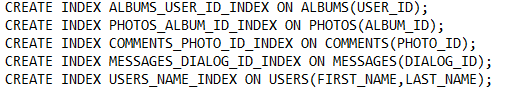 CREATE INDEX ALBUMS_USER_ID_INDEX ON ALBUMS(USER_ID);
CREATE INDEX PHOTOS_ALBUM_ID_INDEX ON PHOTOS(ALBUM_ID);
CREATE INDEX COMMENTS_PHOTO_ID_INDEX ON COMMENTS(PHOTO_ID);
CREATE INDEX MESSAGES_DIALOG_ID_INDEX ON MESSAGES(DIALOG_ID);
CREATE INDEX USERS_NAME_INDEX ON USERS(FIRST_NAME,LAST_NAME);